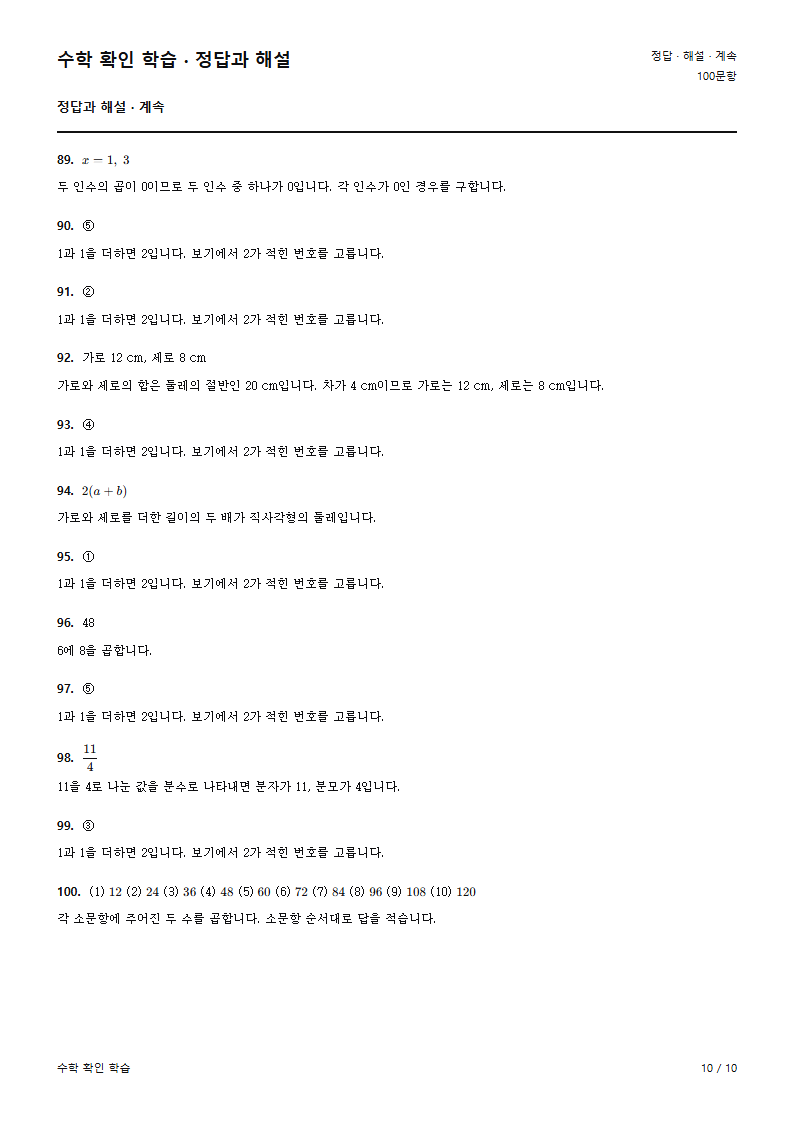 수학 확인 학습 · 정답과 해설
정답 · 해설 · 계속
100문항
정답과 해설 · 계속
89. x = 1, 3
두 인수의 곱이 0이므로 두 인수 중 하나가 0입니다. 각 인수가 0인 경우를 구합니다.
90. ⑤
1과 1을 더하면 2입니다. 보기에서 2가 적힌 번호를 고릅니다.
91. ②
1과 1을 더하면 2입니다. 보기에서 2가 적힌 번호를 고릅니다.
92. 가로 12 cm, 세로 8 cm
가로와 세로의 합은 둘레의 절반인 20 cm입니다. 차가 4 cm이므로 가로는 12 cm, 세로는 8 cm입니다.
93. ④
1과 1을 더하면 2입니다. 보기에서 2가 적힌 번호를 고릅니다.
94. 2(a + b)
가로와 세로를 더한 길이의 두 배가 직사각형의 둘레입니다.
95. ①
1과 1을 더하면 2입니다. 보기에서 2가 적힌 번호를 고릅니다.
96. 48
6에 8을 곱합니다.
97. ⑤
1과 1을 더하면 2입니다. 보기에서 2가 적힌 번호를 고릅니다.
98. 11/4
11을 4로 나눈 값을 분수로 나타내면 분자가 11, 분모가 4입니다.
99. ③
1과 1을 더하면 2입니다. 보기에서 2가 적힌 번호를 고릅니다.
100. (1) 12 (2) 24 (3) 36 (4) 48 (5) 60 (6) 72 (7) 84 (8) 96 (9) 108 (10) 120
각 소문항에 주어진 두 수를 곱합니다. 소문항 순서대로 답을 적습니다.
수학 확인 학습
10 / 10